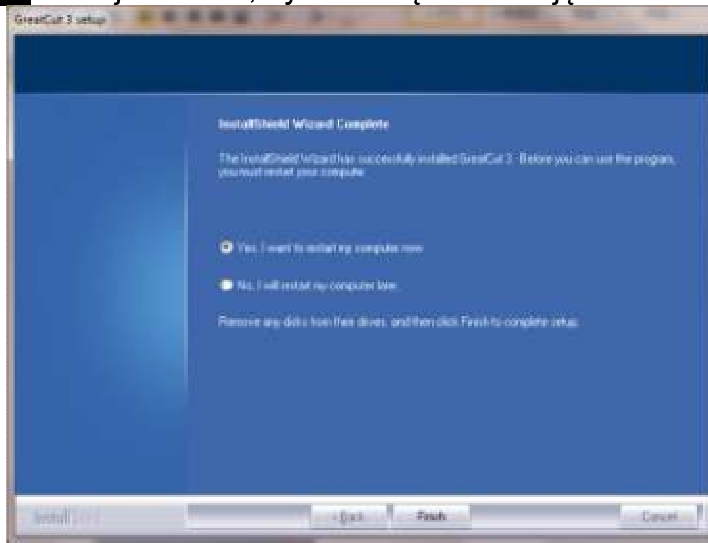 GreatCut 3 setup
InstallShield Wizard Complete
The InstallShield Wizard has successfully installed GreatCut 3. Before you can use the program,
you must restart your computer.
Yes, I want to restart my computer now.
No, I will restart my computer later.
Remove any disks from their drives, and then click Finish to complete setup.
InstallShield
< Back
Finish
Cancel